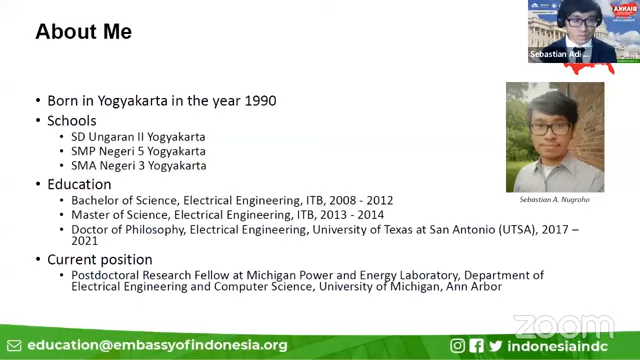 About Me
Sebastian Adi
• Born in Yogyakarta in the year 1990
• Schools
• SD Ungaran II Yogyakarta
• SMP Negeri 5 Yogyakarta
• SMA Negeri 3 Yogyakarta
Sebastian A. Nugroho
• Education
• Bachelor of Science, Electrical Engineering, ITB, 2008 - 2012
• Master of Science, Electrical Engineering, ITB, 2013 - 2014
• Doctor of Philosophy, Electrical Engineering, University of Texas at San Antonio (UTSA), 2017 –
2021
• Current position
• Postdoctoral Research Fellow at Michigan Power and Energy Laboratory, Department of
Electrical Engineering and Computer Science, University of Michigan, Ann Arbor
zoom
education@embassyofindonesia.org
indonesiaindc